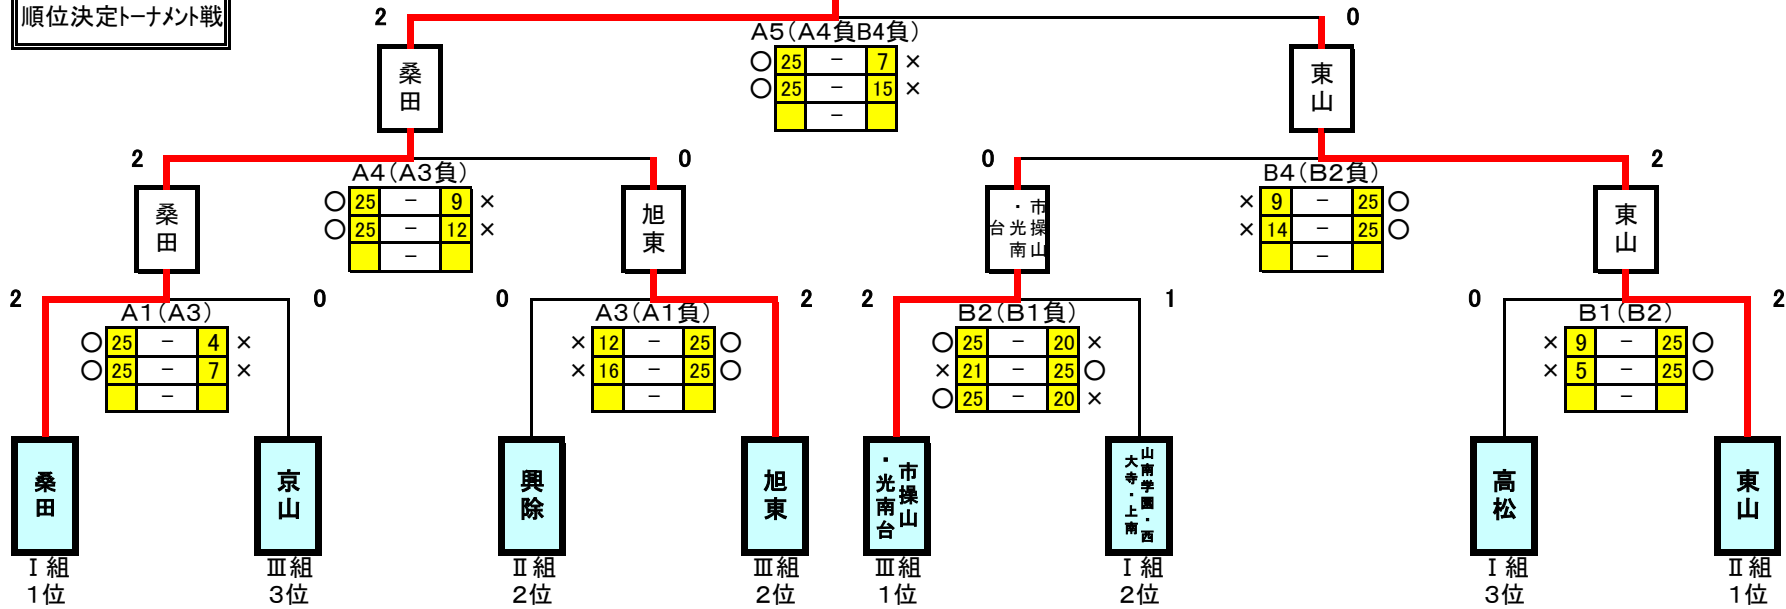 順位決定トーナメント戦
2 0
A5(A4負B4負)
桑田
○ 25 － 7 ×
○ 25 － 15 ×
－
東山
2 0 0 2
A4(A3負)
B4(B2負)
桑田
○ 25 － 9 ×
○ 25 － 12 ×
－
旭東
市操山・光南台
× 9 － 25 ○
× 14 － 25 ○
－
東山
2 0 0 2 2 1 0 2
A1(A3)
○ 25 － 4 ×
○ 25 － 7 ×
－
A3(A1負)
× 12 － 25 ○
× 16 － 25 ○
－
B2(B1負)
○ 25 － 20 ×
× 21 － 25 ○
○ 25 － 20 ×
B1(B2)
× 9 － 25 ○
× 5 － 25 ○
－
桑田
京山
興除
旭東
市操山・光南台
山南学園・西大寺・上南
高松
東山
Ⅰ組 Ⅲ組 Ⅱ組 Ⅲ組 Ⅲ組 Ⅰ組 Ⅰ組 Ⅱ組
1位 3位 2位 2位 1位 2位 3位 1位